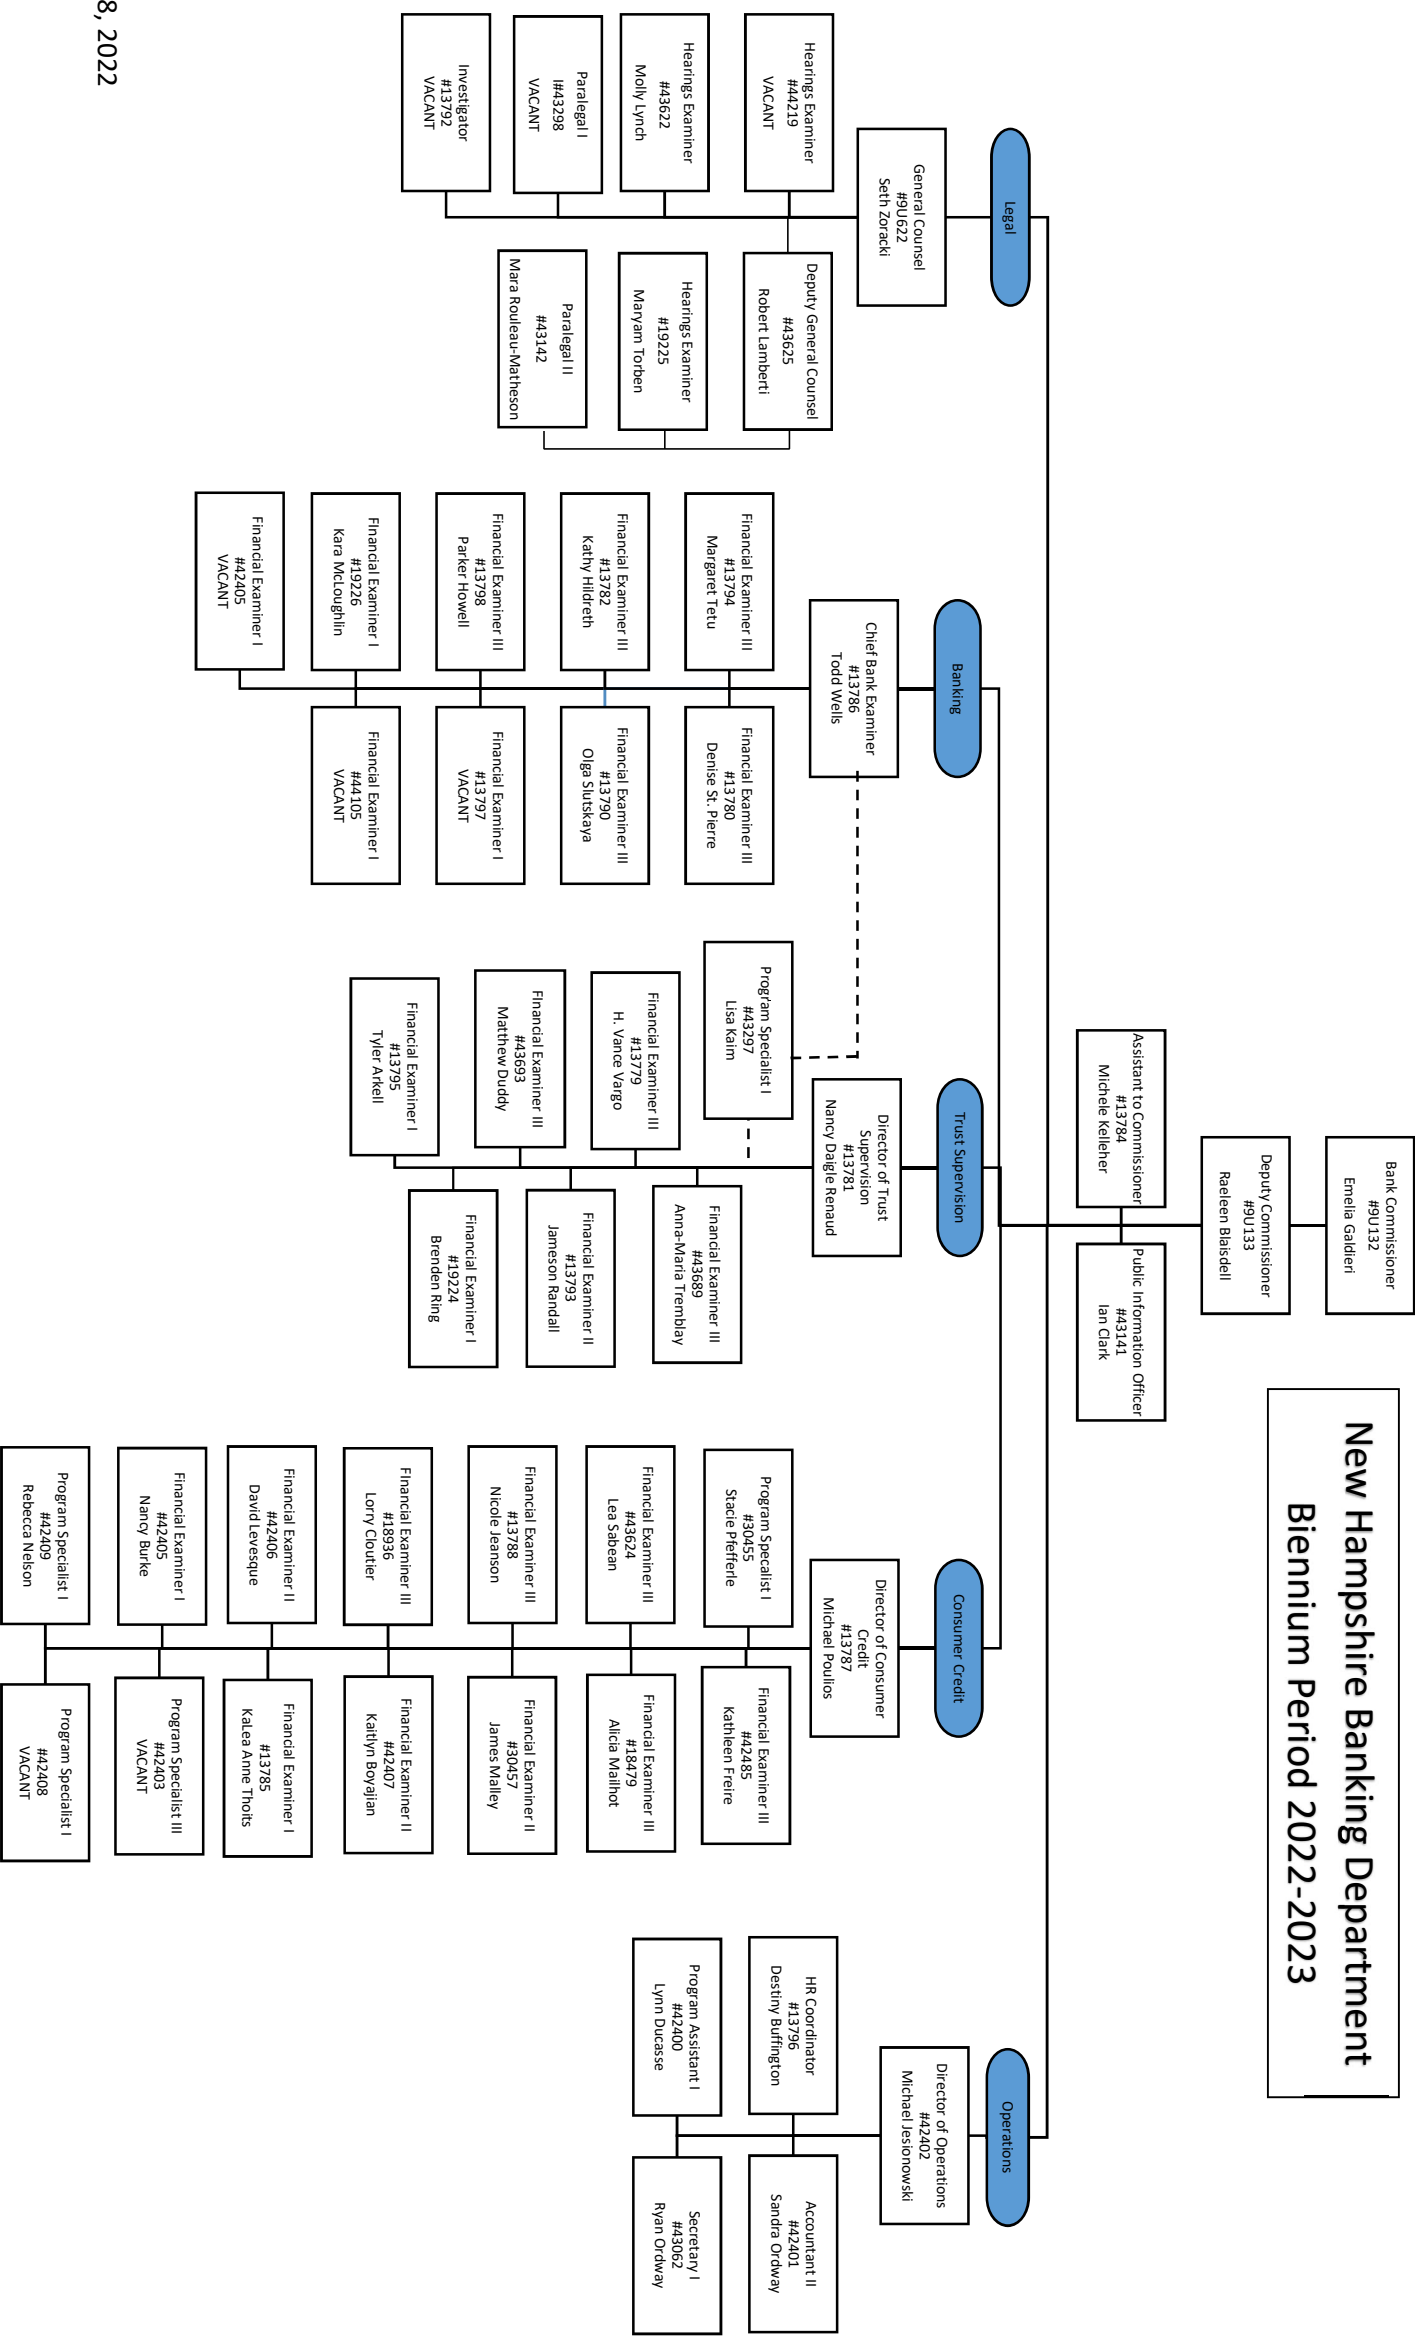 New Hampshire Banking Department
Biennium Period 2022-2023
Bank Commissioner
#9U132
Emelia Galdieri
Deputy Commissioner
#9U133
Raeleen Blaisdell
Assistant to Commissioner
#13784
Michele Kelleher
Public Information Officer
#43141
Ian Clark
Legal
General Counsel
#9U622
Seth Zoracki
Hearings Examiner
#44219
VACANT
Deputy General Counsel
#43625
Robert Lamberti
Hearings Examiner
#43622
Molly Lynch
Hearings Examiner
#19225
Maryam Torben
Paralegal I
I#43298
VACANT
Paralegal II
#43142
Mara Rouleau-Matheson
Investigator
#13792
VACANT
Banking
Chief Bank Examiner
#13786
Todd Wells
Financial Examiner III
#13794
Margaret Tetu
Financial Examiner III
#13780
Denise St. Pierre
Financial Examiner III
#13782
Kathy Hildreth
Financial Examiner III
#13790
Olga Slutskaya
Financial Examiner III
#13798
Parker Howell
Financial Examiner I
#13797
VACANT
FInancial Examiner I
#19226
Kara McLoughlin
Financial Examiner I
#44105
VACANT
Financial Examiner I
#42405
VACANT
Trust Supervision
Director of Trust
Supervision
#13781
Nancy Daigle Renaud
Program Specialist I
#43297
Lisa Kaim
Financial Examiner III
#43689
Anna-Maria Tremblay
Financial Examiner III
#13779
H. Vance Vargo
Financial Examiner II
#13793
Jameson Randall
FInancial Examiner III
#43693
Matthew Duddy
Financial Examiner I
#19224
Brenden Ring
Financial Examiner I
#13795
Tyler Arkell
Consumer Credit
Director of Consumer
Credit
#13787
Michael Poulios
Program Specalist I
#30455
Stacie Pfefferle
Financial Examiner III
#42485
Kathleen Freire
Financial Examiner III
#43624
Lea Sabean
Financial Examiner III
#18479
Alicia Mailhot
Financial Examiner III
#13788
Nicole Jeanson
Financial Examiner II
#30457
James Malley
FInancial Examiner III
#18936
Lorry Cloutier
Financial Examiner II
#42407
Kaitlyn Boyajian
Financial Examiner II
#42406
David Levesque
Financial Examiner I
#13785
KaLea Anne Thoits
Financial Examiner I
#42405
Nancy Burke
Program Specialist III
#42403
VACANT
Program Specialist I
#42409
Rebecca Nelson
Program Specialist I
#42408
VACANT
Operations
Director of Operations
#42402
Michael Jesionowski
HR Coordinator
#13796
Destiny Buffington
Accountant II
#42401
Sandra Ordway
Program Assistant I
#42400
Lynn Ducasse
Secretary I
#43062
Ryan Ordway
8, 2022